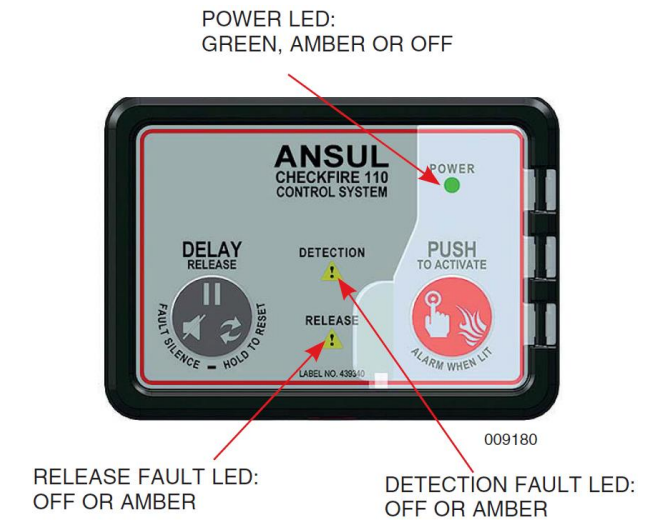 POWER LED:
GREEN, AMBER OR OFF
ANSUL
CHECKFIRE 110
CONTROL SYSTEM
POWER
DELAY
RELEASE
FAULT SILENCE – HOLD TO RESET
DETECTION
RELEASE
LABEL NO. 439340
PUSH
TO ACTIVATE
ALARM WHEN LIT
009180
RELEASE FAULT LED:
OFF OR AMBER
DETECTION FAULT LED:
OFF OR AMBER